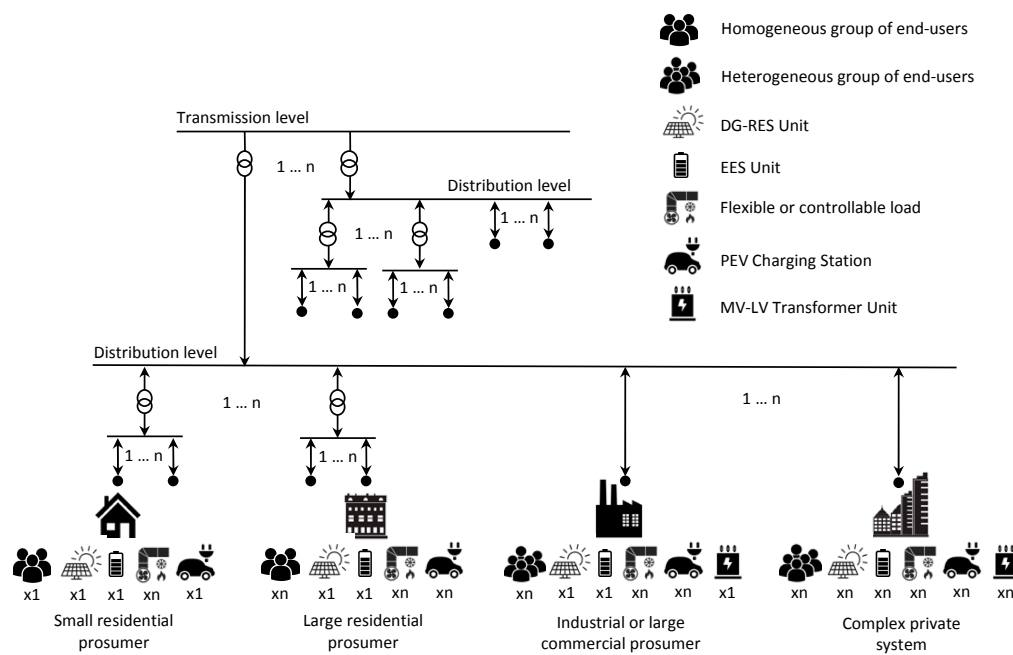 Homogeneous group of end-users
Heterogeneous group of end-users
DG-RES Unit
EES Unit
Flexible or controllable load
PEV Charging Station
MV-LV Transformer Unit
Transmission level
1 ... n
Distribution level
1 ... n
1 ... n
1 ... n
1 ... n
Distribution level
1 ... n
1 ... n
1 ... n
1 ... n
x1 x1 x1 xn x1
Small residential
prosumer
xn x1 x1 xn xn
Large residential
prosumer
xn x1 x1 xn xn x1
Industrial or large
commercial prosumer
xn xn xn xn xn xn
Complex private
system